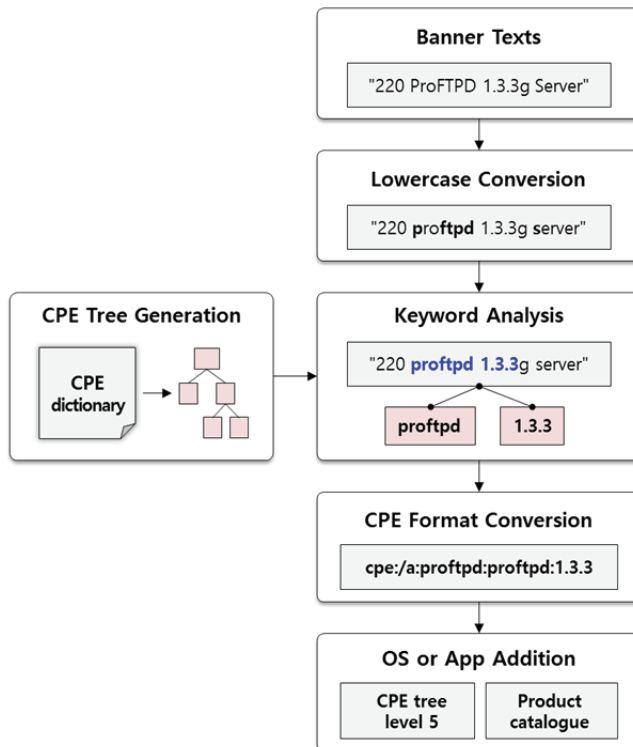 Banner Texts
"220 ProFTPD 1.3.3g Server"
Lowercase Conversion
"220 proftpd 1.3.3g server"
CPE Tree Generation
CPE
dictionary
Keyword Analysis
"220 proftpd 1.3.3g server"
proftpd
1.3.3
CPE Format Conversion
cpe:/a:proftpd:proftpd:1.3.3
OS or App Addition
CPE tree
level 5
Product
catalogue